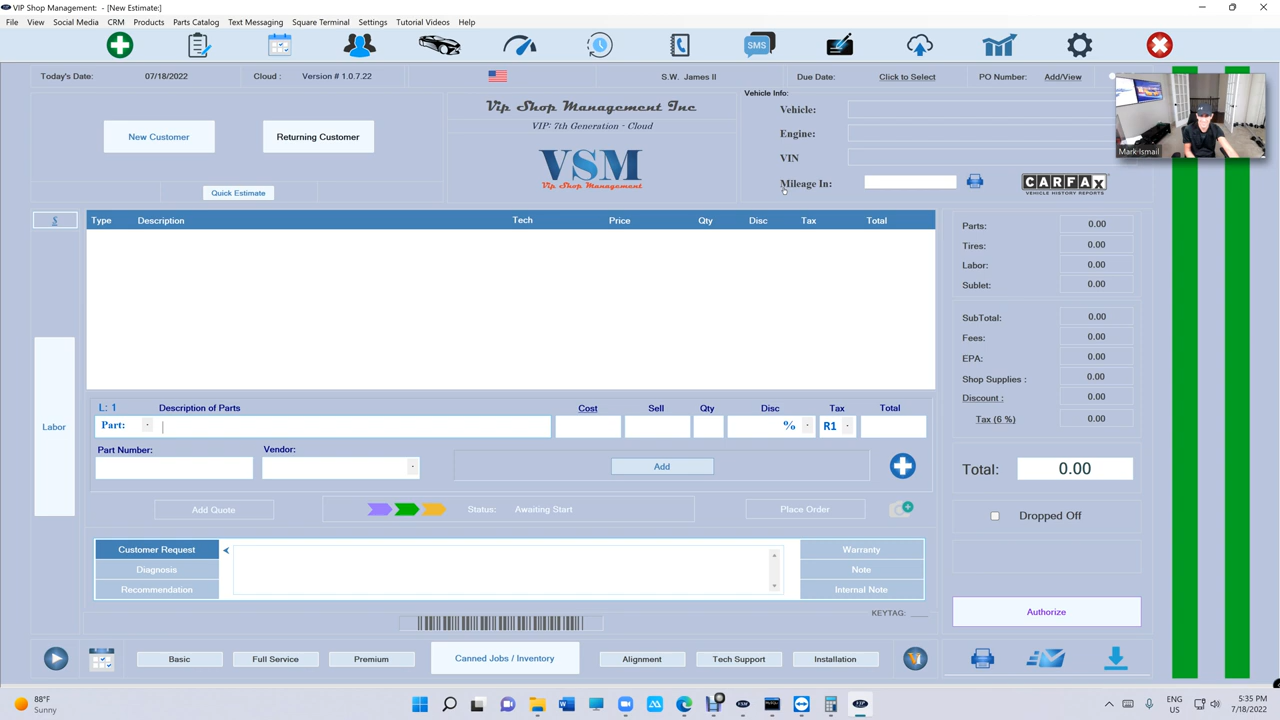 VIP Shop Management: - [New Estimate:]
File View Social Media CRM Products Parts Catalog Text Messaging Square Terminal Settings Tutorial Videos Help
SMS
Today's Date: 07/18/2022 Cloud : Version # 1.0.7.22 S.W. James II Due Date: Click to Select PO Number: Add/View
Vehicle Info:
New Customer Returning Customer
Quick Estimate
Vip Shop Management Inc
VIP: 7th Generation - Cloud
VSM
Vip Shop Management
Vehicle:
Engine:
VIN
Mileage In:
CARFAX
VEHICLE HISTORY REPORTS
Mark Ismail
$ Type Description Tech Price Qty Disc Tax Total
Labor
Parts: 0.00
Tires: 0.00
Labor: 0.00
Sublet: 0.00
SubTotal: 0.00
Fees: 0.00
EPA: 0.00
Shop Supplies : 0.00
Discount : 0.00
Tax (6 %) 0.00
Total: 0.00
Dropped Off
Authorize
L: 1 Description of Parts Cost Sell Qty Disc Tax Total
Part: % R1
Part Number: Vendor:
Add
Add Quote Status: Awaiting Start Place Order
Customer Request Warranty
Diagnosis Note
Recommendation Internal Note
KEYTAG: ____
Basic Full Service Premium Canned Jobs / Inventory Alignment Tech Support Installation
88°F
Sunny
ENG
US
5:35 PM
7/18/2022